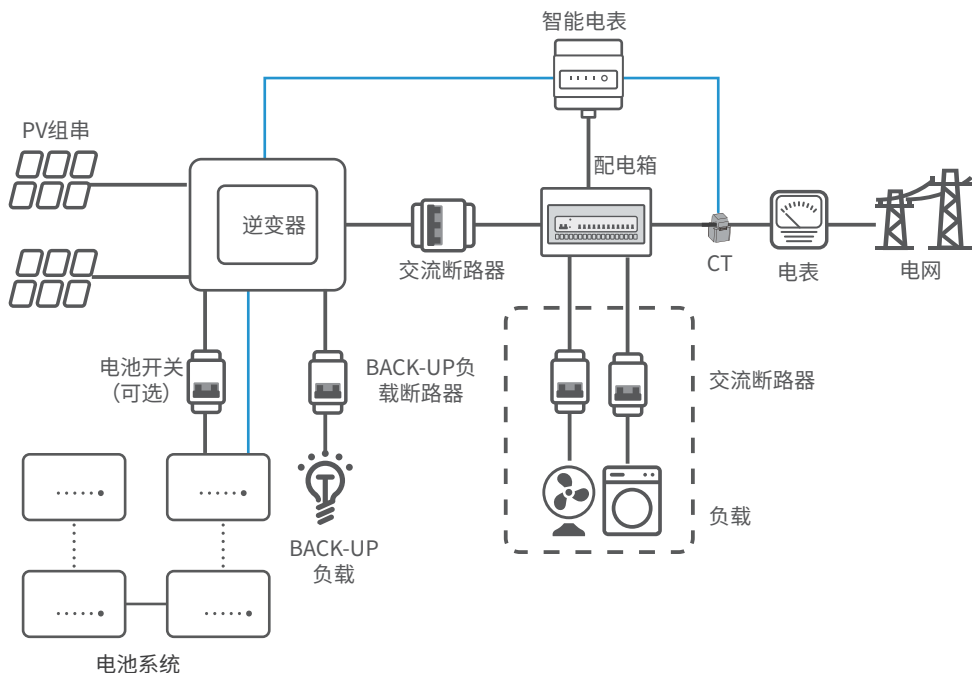 智能电表
PV组串
配电箱
逆变器
交流断路器
CT
电表
电网
电池开关
（可选）
BACK-UP负
载断路器
交流断路器
负载
BACK-UP
负载
电池系统